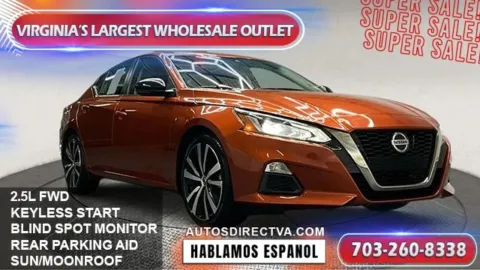 VIRGINIA'S LARGEST WHOLESALE OUTLET
SUPER SALE!
SUPER SALE!
SUPER SALE!
NISSAN
2.5L FWD
KEYLESS START
BLIND SPOT MONITOR
REAR PARKING AID
SUN/MOONROOF
AUTOSDIRECTVA.COM
HABLAMOS ESPANOL
703-260-8338